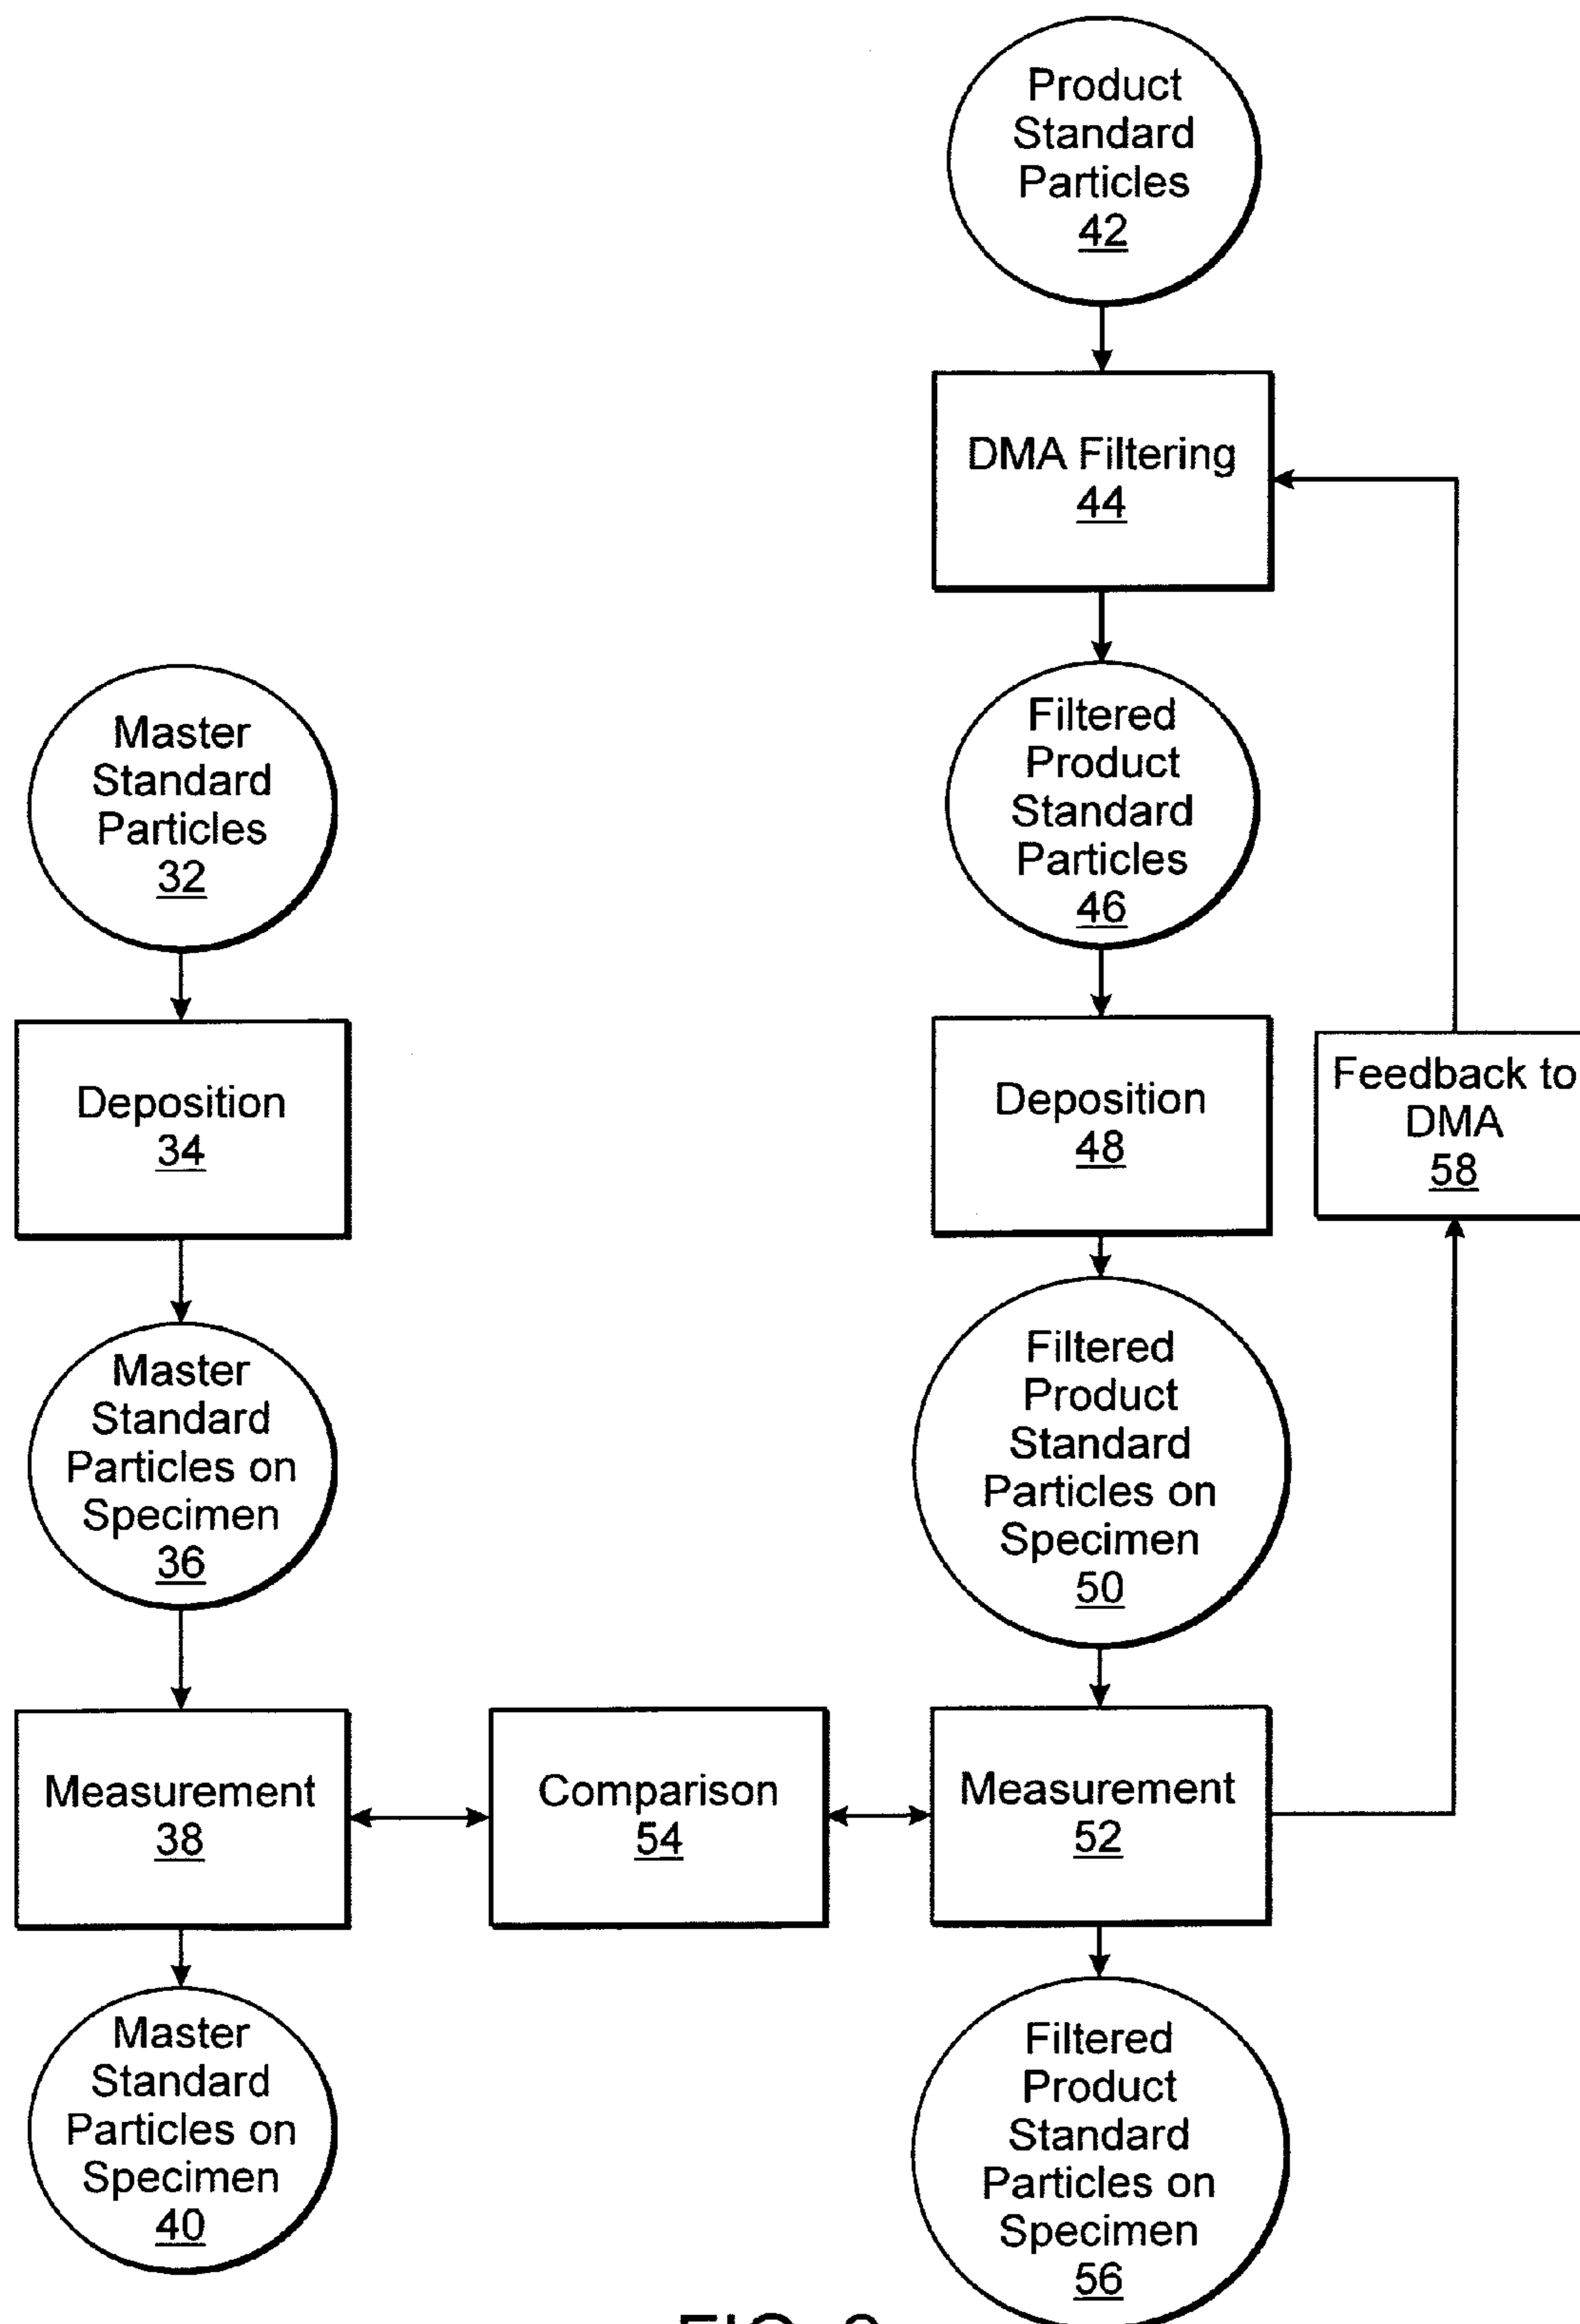 Product
Standard
Particles
42
DMA Filtering
44
Filtered
Product
Standard
Particles
46
Master
Standard
Particles
32
Deposition
34
Deposition
48
Feedback to
DMA
58
Master
Standard
Particles on
Specimen
36
Filtered
Product
Standard
Particles on
Specimen
50
Measurement
38
Comparison
54
Measurement
52
Master
Standard
Particles on
Specimen
40
Filtered
Product
Standard
Particles on
Specimen
56
FIG.